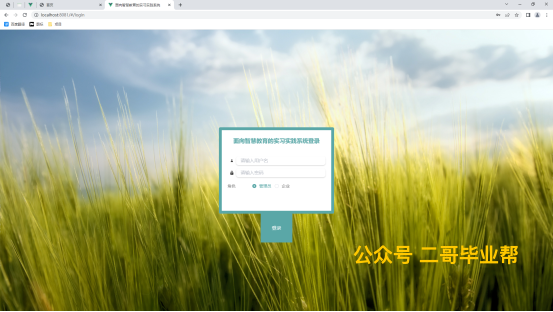 首页
面向智慧教育的实习实践系统
localhost:8081/#/login
百度翻译
面向智慧教育的实习实践系统登录
请输入用户名
请输入密码
角色
管理员
企业
登录
公众号 二哥毕业帮